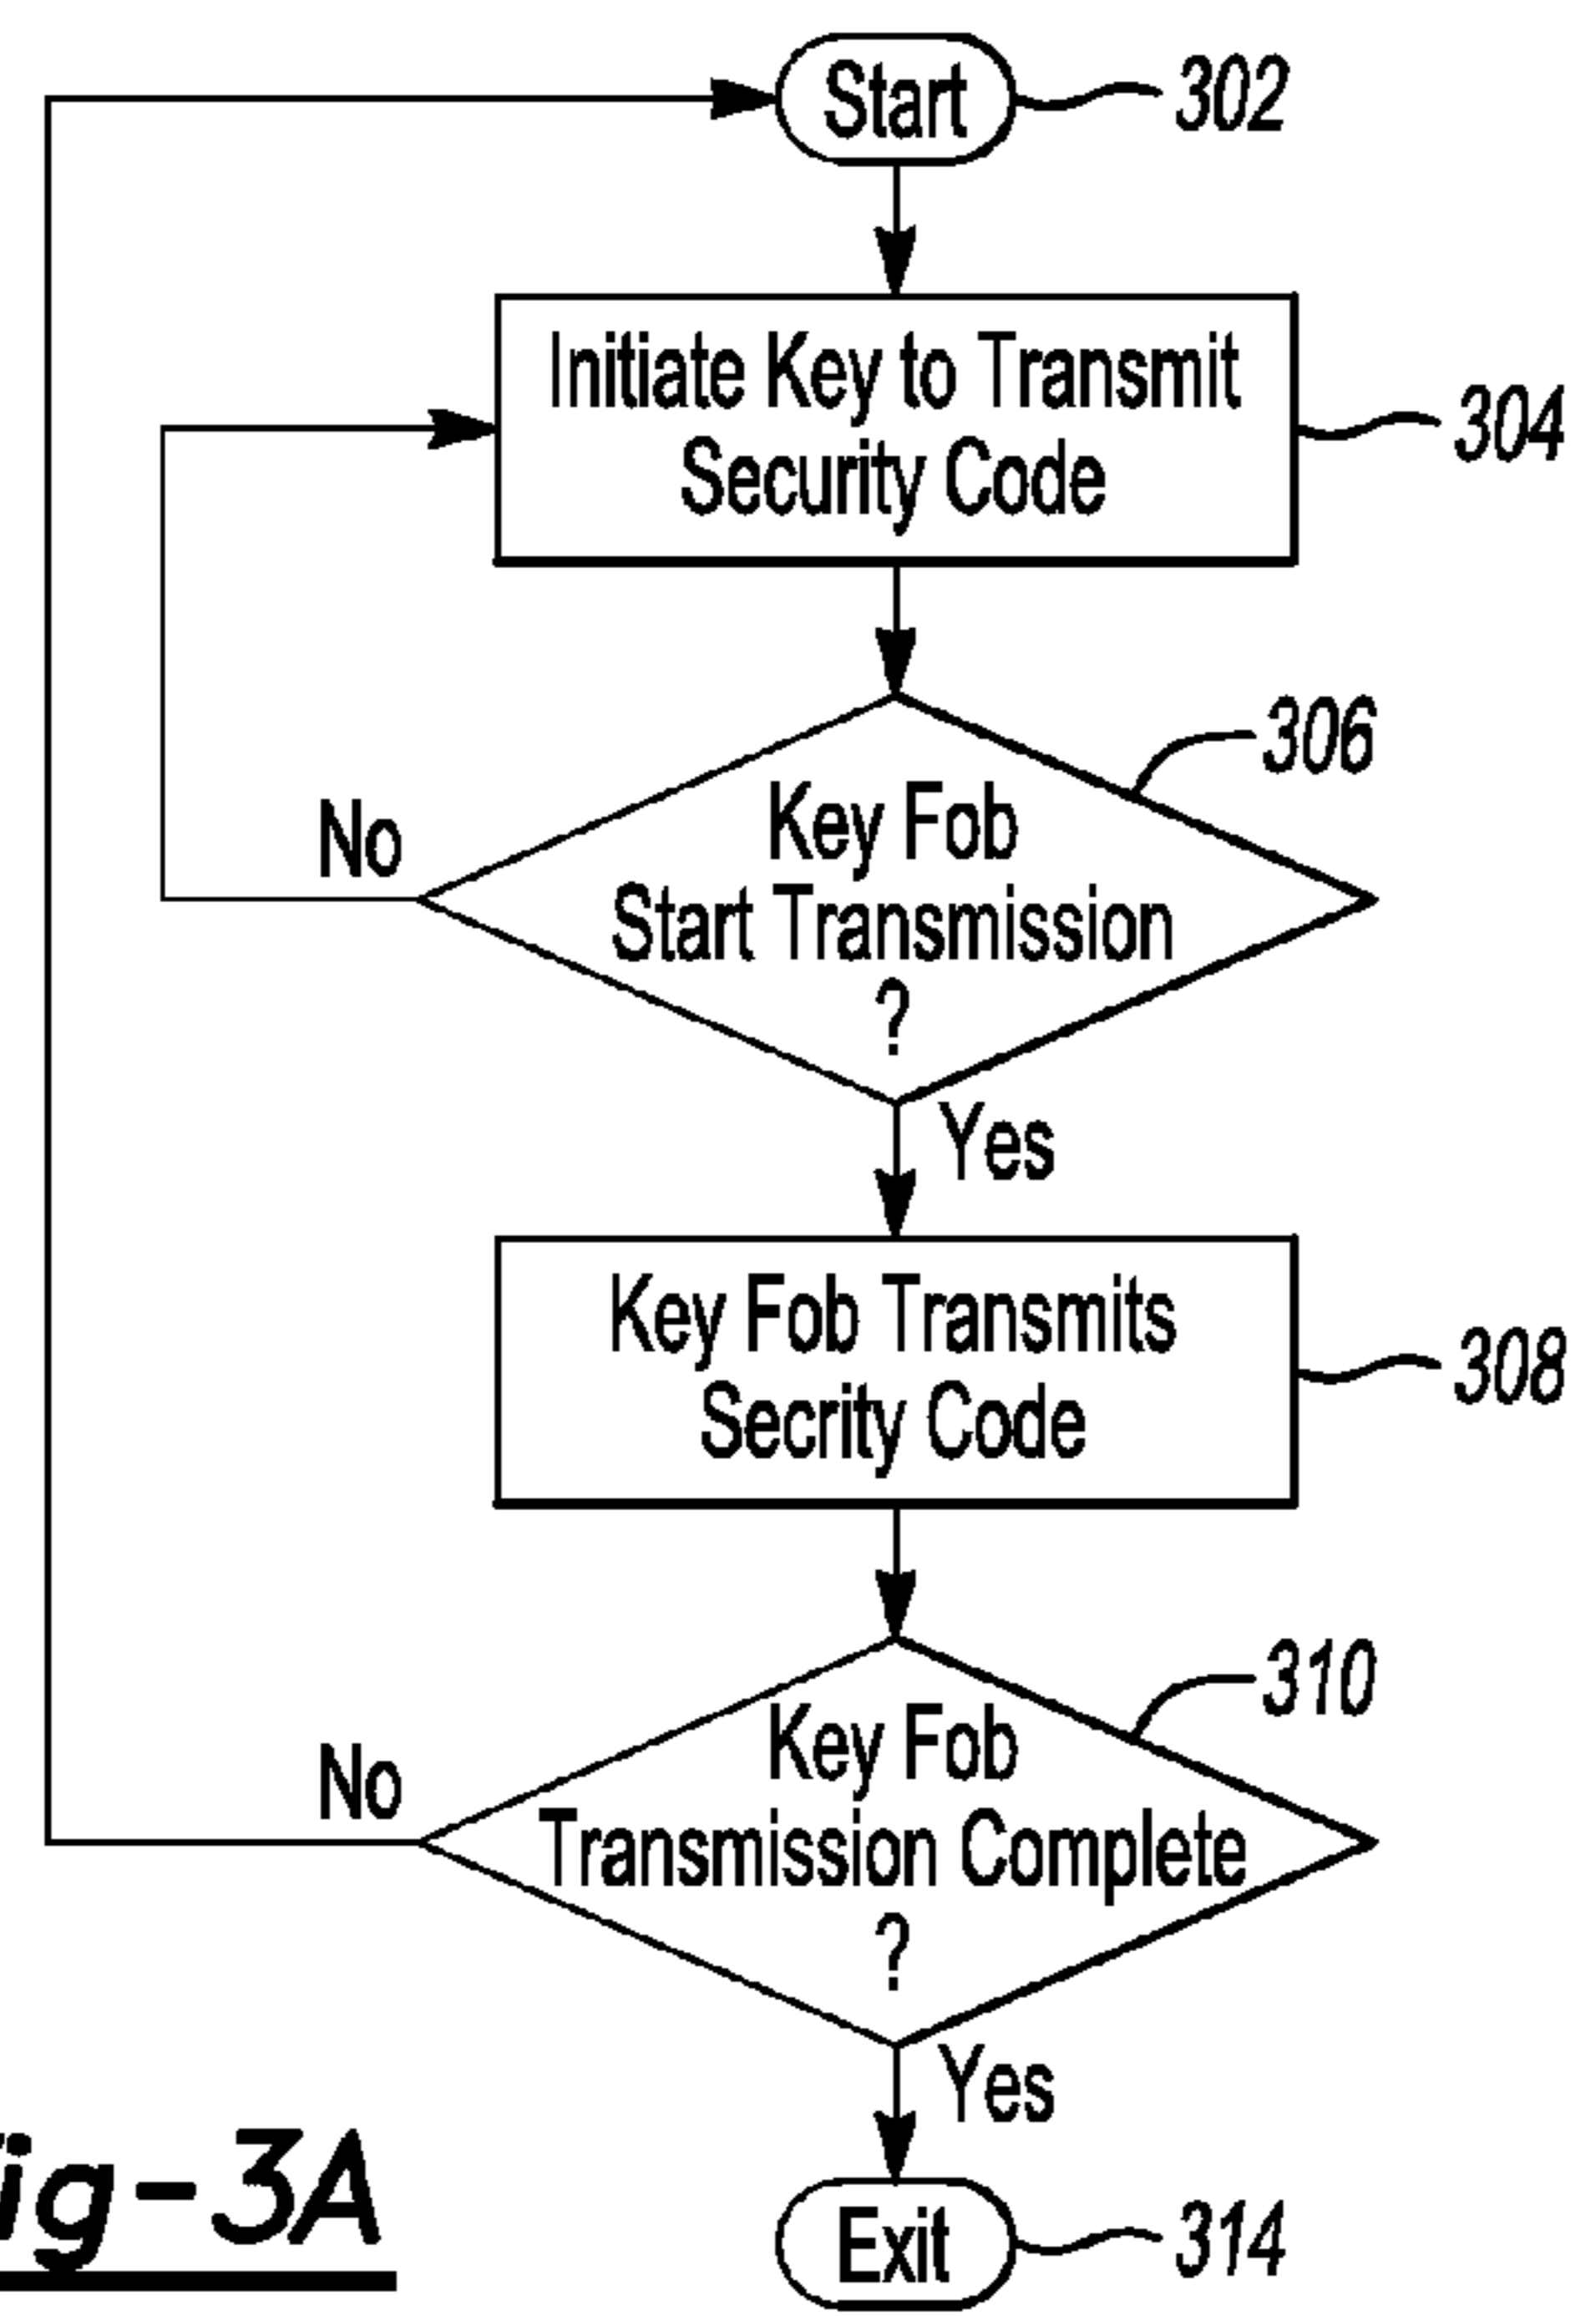 Start
302
Initiate Key to Transmit
Security Code
304
306
Key Fob
Start Transmission
?
No
Yes
Key Fob Transmits
Secrity Code
308
310
Key Fob
Transmission Complete
?
No
Yes
Exit
314
ig-3A